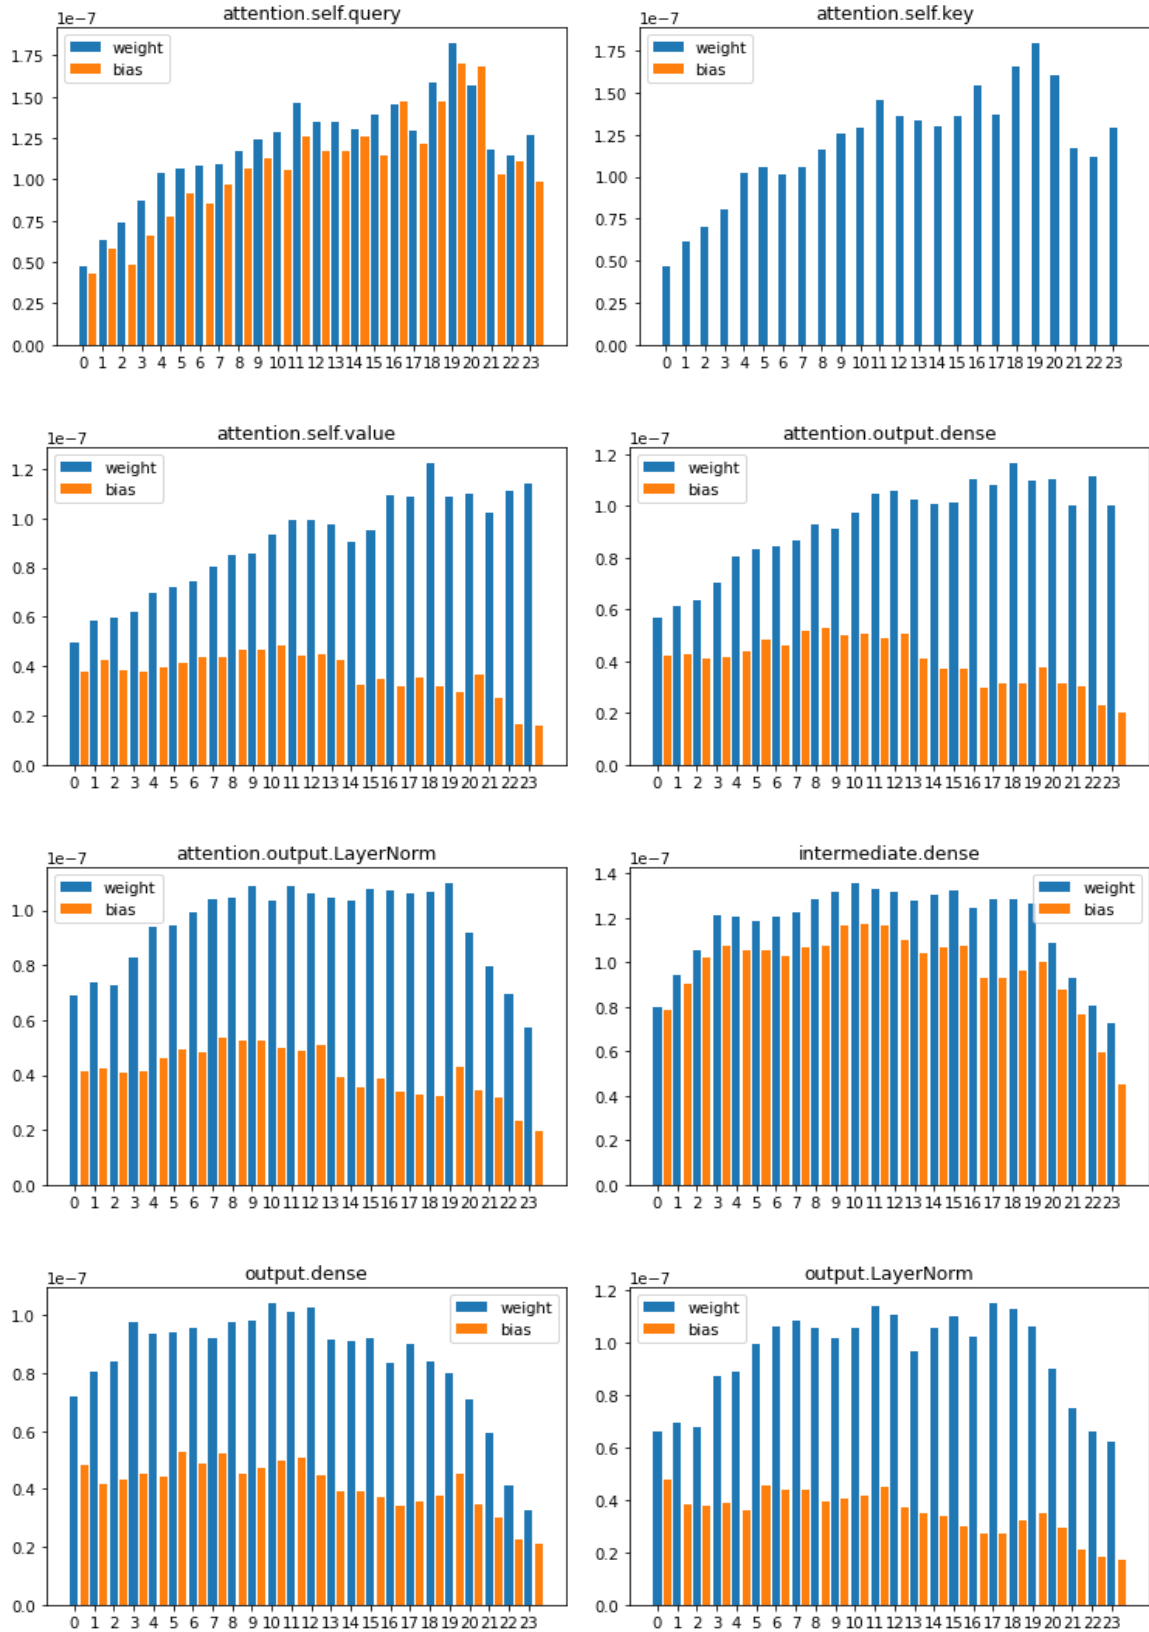 attention.self.query
1e−7
weight
bias
1.75
1.50
1.25
1.00
0.75
0.50
0.25
0.00
0 1 2 3 4 5 6 7 8 9 10 11 12 13 14 15 16 17 18 19 20 21 22 23
attention.self.key
1e−7
weight
bias
1.75
1.50
1.25
1.00
0.75
0.50
0.25
0.00
0 1 2 3 4 5 6 7 8 9 10 11 12 13 14 15 16 17 18 19 20 21 22 23
attention.self.value
1e−7
weight
bias
1.2
1.0
0.8
0.6
0.4
0.2
0.0
0 1 2 3 4 5 6 7 8 9 10 11 12 13 14 15 16 17 18 19 20 21 22 23
attention.output.dense
1e−7
weight
bias
1.2
1.0
0.8
0.6
0.4
0.2
0.0
0 1 2 3 4 5 6 7 8 9 10 11 12 13 14 15 16 17 18 19 20 21 22 23
attention.output.LayerNorm
1e−7
weight
bias
1.0
0.8
0.6
0.4
0.2
0.0
0 1 2 3 4 5 6 7 8 9 10 11 12 13 14 15 16 17 18 19 20 21 22 23
intermediate.dense
1e−7
weight
bias
1.4
1.2
1.0
0.8
0.6
0.4
0.2
0.0
0 1 2 3 4 5 6 7 8 9 10 11 12 13 14 15 16 17 18 19 20 21 22 23
output.dense
1e−7
weight
bias
1.0
0.8
0.6
0.4
0.2
0.0
0 1 2 3 4 5 6 7 8 9 10 11 12 13 14 15 16 17 18 19 20 21 22 23
output.LayerNorm
1e−7
weight
bias
1.2
1.0
0.8
0.6
0.4
0.2
0.0
0 1 2 3 4 5 6 7 8 9 10 11 12 13 14 15 16 17 18 19 20 21 22 23